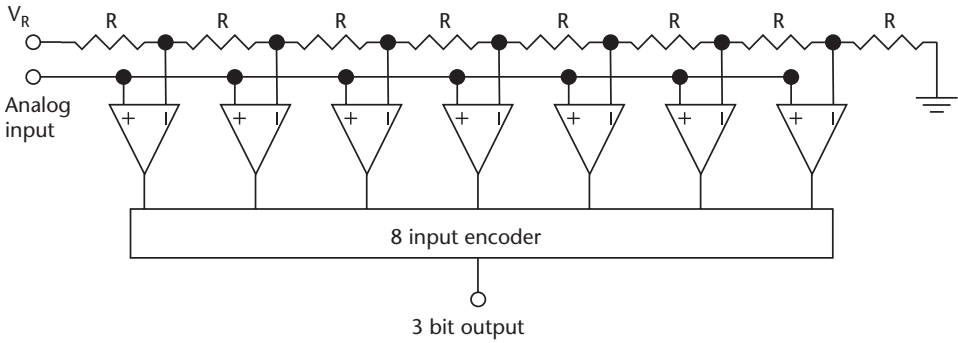 V_R
R R R R R R R R
Analog
input
+ − + − + − + − + − + − + −
8 input encoder
3 bit output